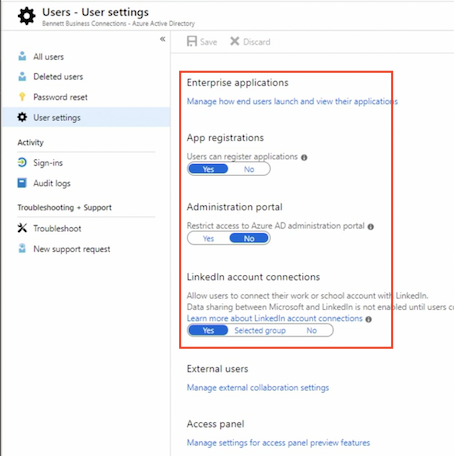 Users - User settings
Bennett Business Connections - Azure Active Directory
«
Save Discard
All users
Deleted users
Password reset
User settings
Activity
Sign-ins
Audit logs
Troubleshooting + Support
Troubleshoot
New support request
Enterprise applications
Manage how end users launch and view their applications
App registrations
Users can register applications
Yes No
Administration portal
Restrict access to Azure AD administration portal
Yes No
LinkedIn account connections
Allow users to connect their work or school account with LinkedIn.
Data sharing between Microsoft and LinkedIn is not enabled until users co
Learn more about LinkedIn account connections
Yes Selected group No
External users
Manage external collaboration settings
Access panel
Manage settings for access panel preview features